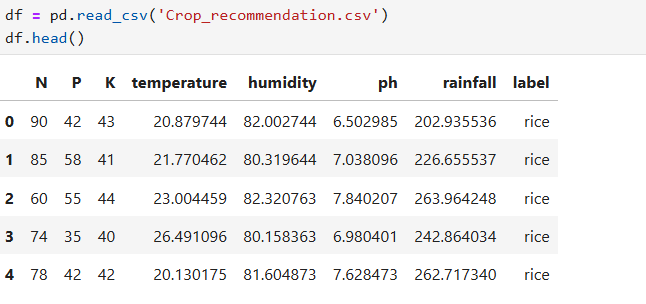 df = pd.read_csv('Crop_recommendation.csv')
df.head()
N P K temperature humidity ph rainfall label
0 90 42 43 20.879744 82.002744 6.502985 202.935536 rice
1 85 58 41 21.770462 80.319644 7.038096 226.655537 rice
2 60 55 44 23.004459 82.320763 7.840207 263.964248 rice
3 74 35 40 26.491096 80.158363 6.980401 242.864034 rice
4 78 42 42 20.130175 81.604873 7.628473 262.717340 rice